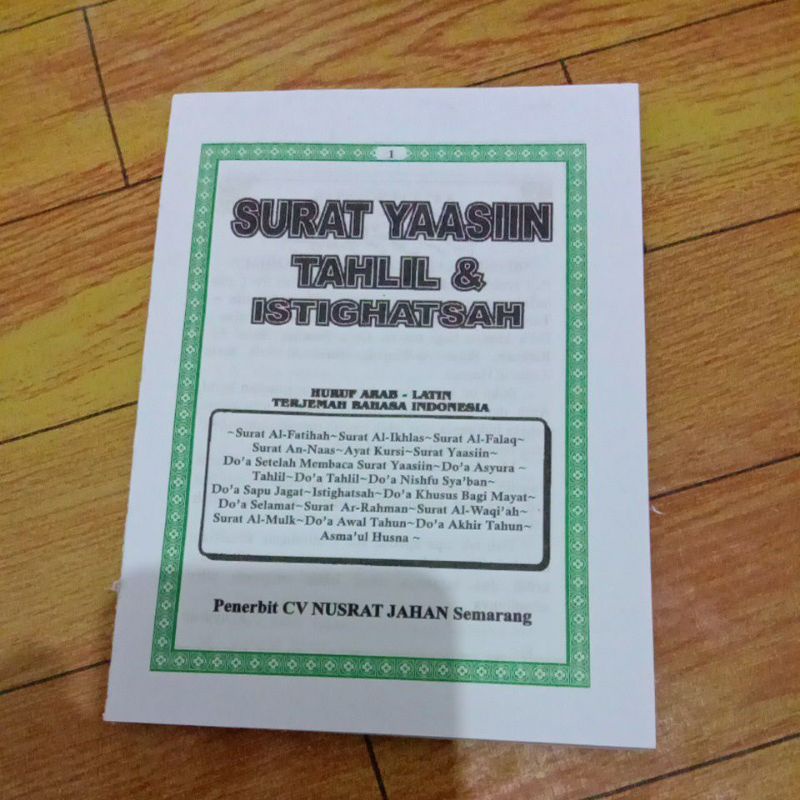 1
SURAT YAASIIN
TAHLIL &
ISTIGHATSAH
HURUF ARAB - LATIN
TERJEMAH BAHASA INDONESIA
~Surat Al-Fatihah~Surat Al-Ikhlas~Surat Al-Falaq~
Surat An-Naas~Ayat Kursi~Surat Yaasiin~
Do'a Setelah Membaca Surat Yaasiin~Do'a Asyura ~
Tahlil~Do'a Tahlil~Do'a Nishfu Sya'ban~
Do'a Sapu Jagat~Istighatsah~Do'a Khusus Bagi Mayat~
Do'a Selamat~Surat Ar-Rahman~Surat Al-Waqi'ah~
Surat Al-Mulk~Do'a Awal Tahun~Do'a Akhir Tahun~
Asma'ul Husna ~
Penerbit CV NUSRAT JAHAN Semarang